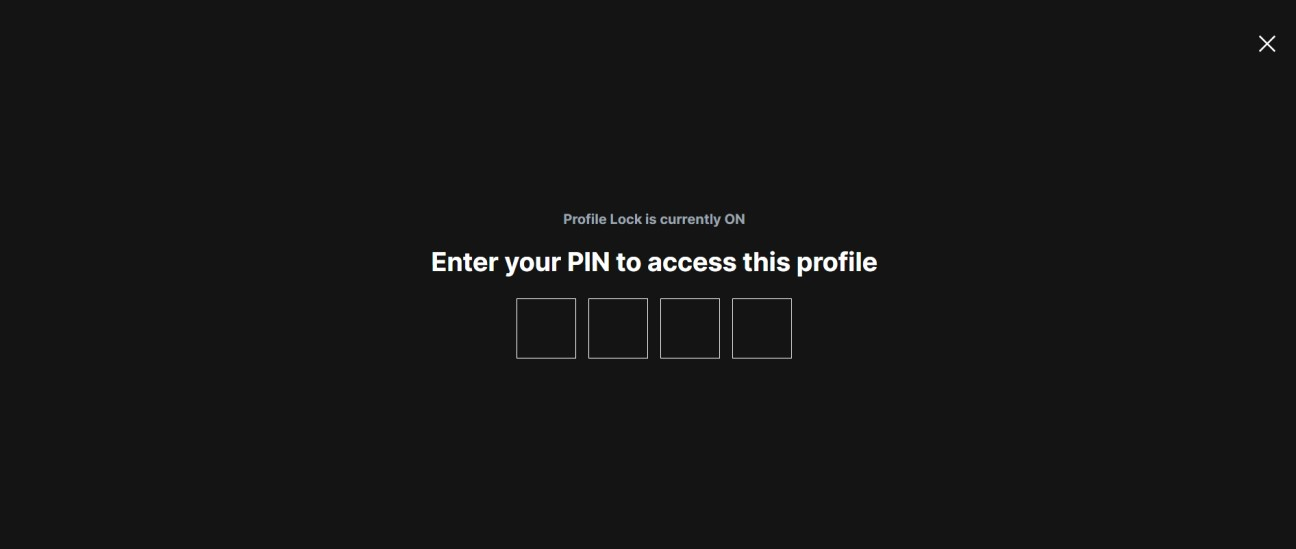 Profile Lock is currently ON
Enter your PIN to access this profile